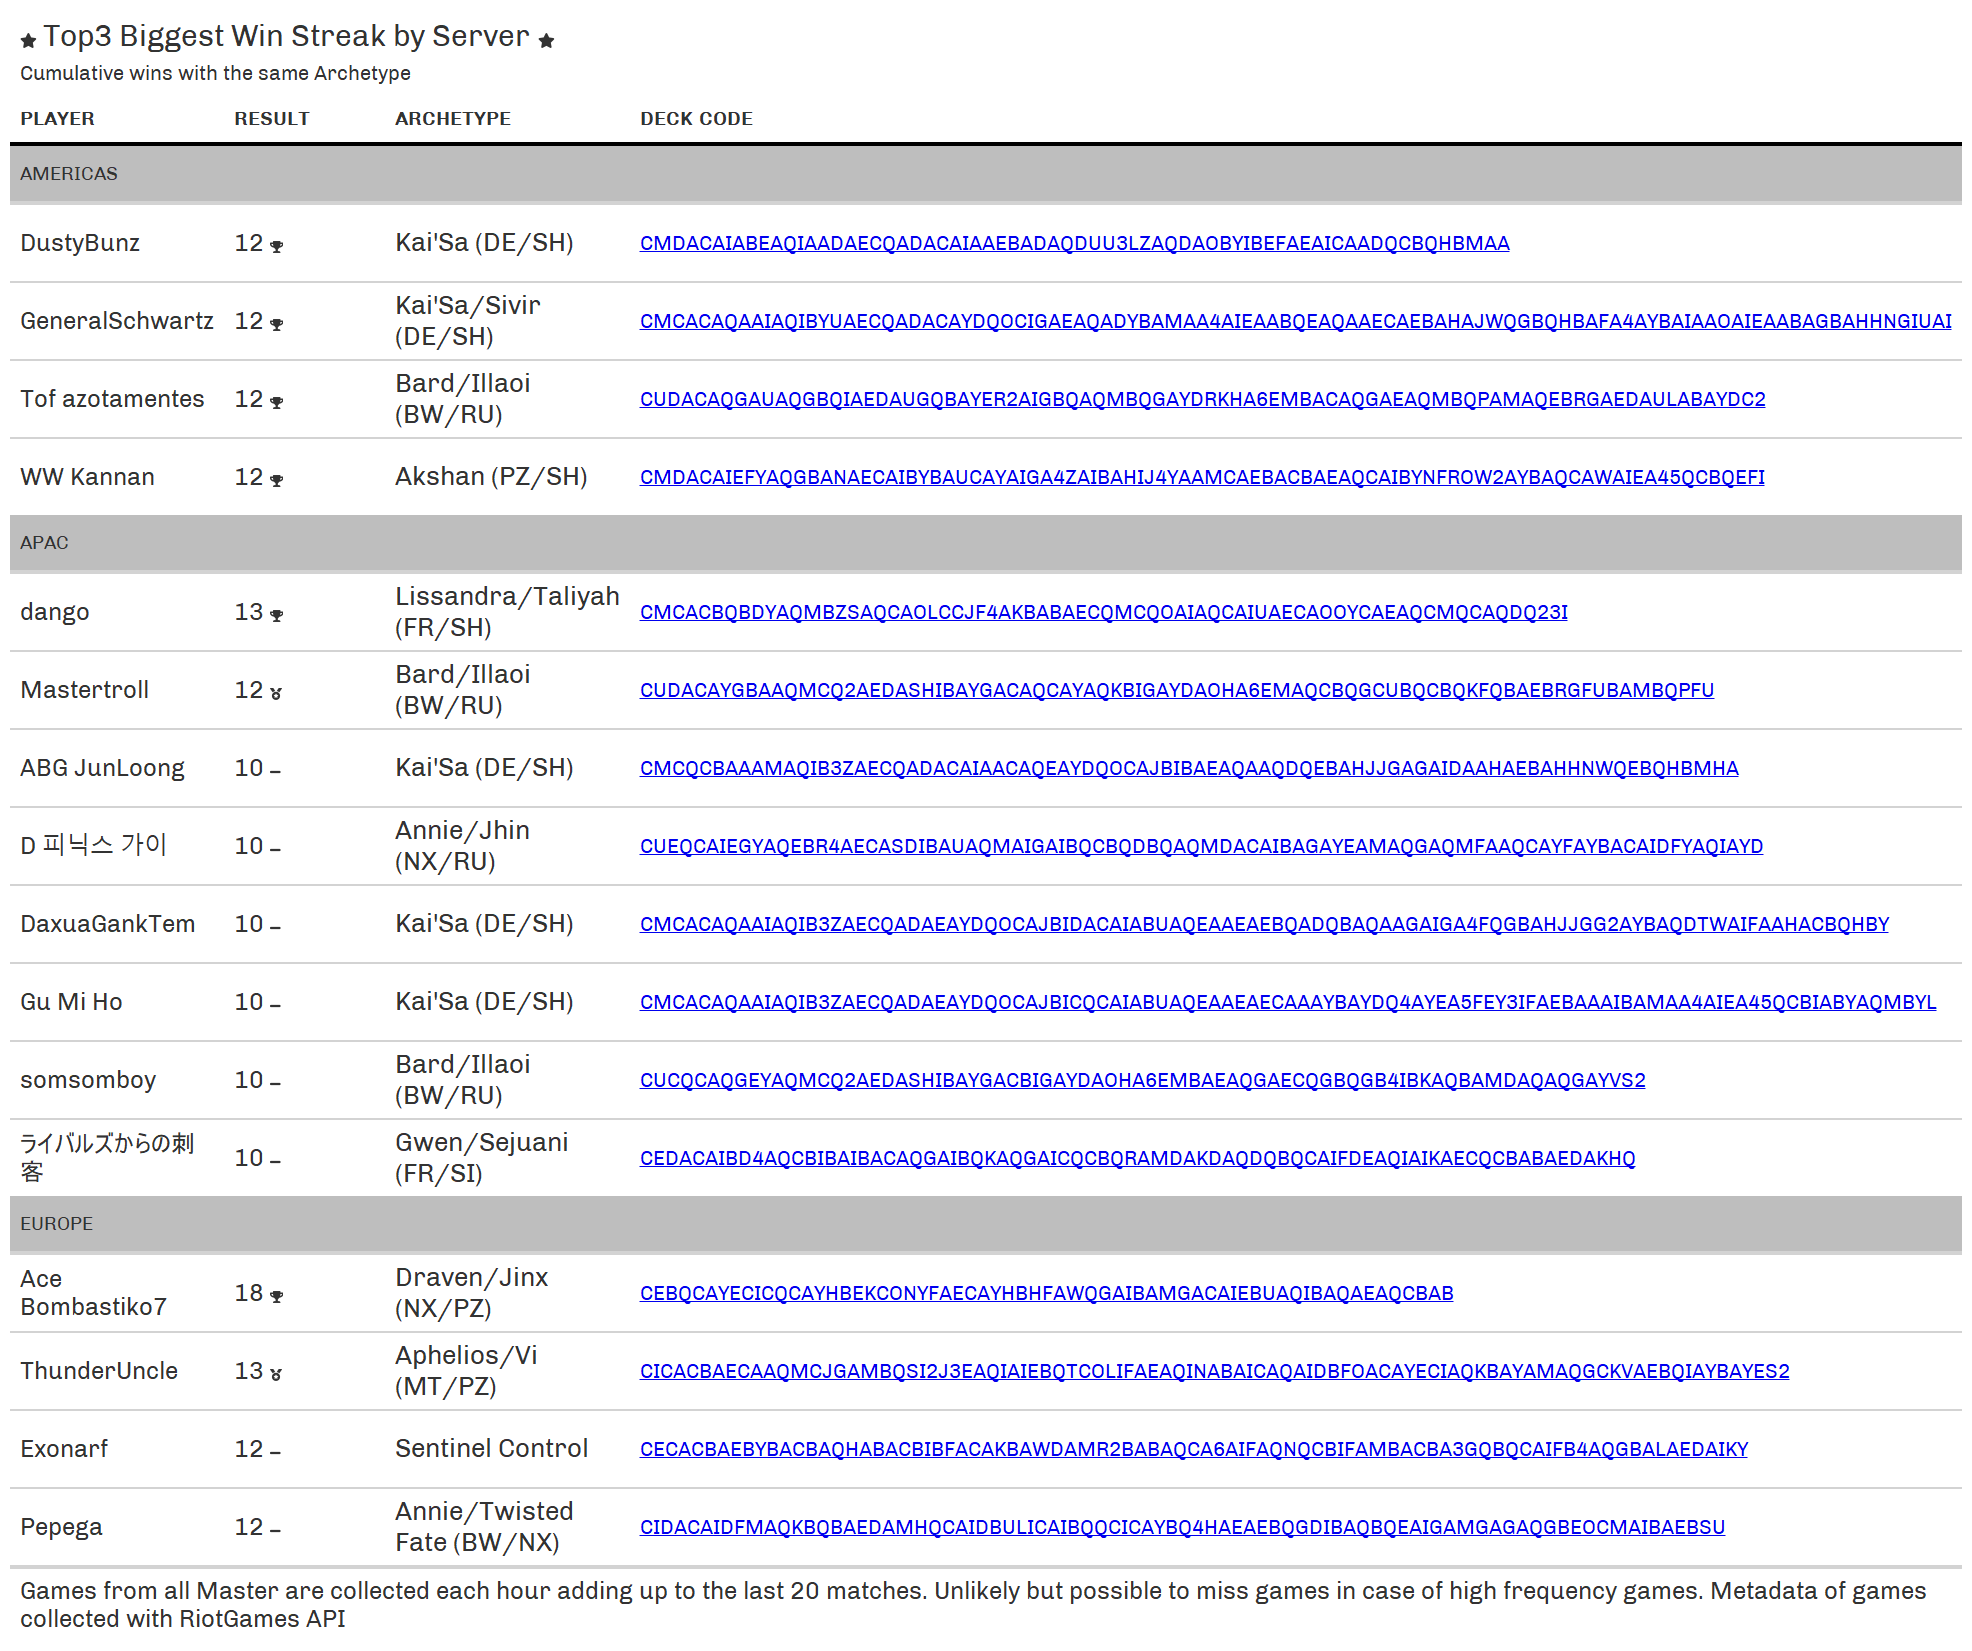 ★ Top3 Biggest Win Streak by Server ★
Cumulative wins with the same Archetype
PLAYER RESULT ARCHETYPE DECK CODE
AMERICAS
DustyBunz 12 Kai'Sa (DE/SH) CMDACAIABEAQIAADAECQADACAIAAEBADAQDUU3LZAQDAOBYIBEFAEAICAADQCBQHBMAA
GeneralSchwartz 12 Kai'Sa/Sivir
(DE/SH) CMCACAQAAIAQIBYUAECQADACAYDQOCIGAEAQADYBAMAA4AIEAABQEAQAAECAEBAHAJWQGBQHBAFA4AYBAIAAOAIEAABAGBAHHNGIUAI
Tof azotamentes 12 Bard/Illaoi
(BW/RU) CUDACAQGAUAQGBQIAEDAUGQBAYER2AIGBQAQMBQGAYDRKHA6EMBACAQGAEAQMBQPAMAQEBRGAEDAULABAYDC2
WW Kannan 12 Akshan (PZ/SH) CMDACAIEFYAQGBANAECAIBYBAUCAYAIGA4ZAIBAHIJ4YAAMCAEBACBAEAQCAIBYNFROW2AYBAQCAWAIEA45QCBQEFI
APAC
dango 13 Lissandra/Taliyah
(FR/SH) CMCACBQBDYAQMBZSAQCAOLCCJF4AKBABAECQMCQOAIAQCAIUAECAOOYCAEAQCMQCAQDQ23I
Mastertroll 12 Bard/Illaoi
(BW/RU) CUDACAYGBAAQMCQ2AEDASHIBAYGACAQCAYAQKBIGAYDAOHA6EMAQCBQGCUBQCBQKFQBAEBRGFUBAMBQPFU
ABG JunLoong 10 – Kai'Sa (DE/SH) CMCQCBAAAMAQIB3ZAECQADACAIAACAQEAYDQOCAJBIBAEAQAAQDQEBAHJJGAGAIDAAHAEBAHHNWQEBQHBMHA
D 피닉스 가이 10 – Annie/Jhin
(NX/RU) CUEQCAIEGYAQEBR4AECASDIBAUAQMAIGAIBQCBQDBQAQMDACAIBAGAYEAMAQGAQMFAAQCAYFAYBACAIDFYAQIAYD
DaxuaGankTem 10 – Kai'Sa (DE/SH) CMCACAQAAIAQIB3ZAECQADAEAYDQOCAJBIDACAIABUAQEAAEAEBQADQBAQAAGAIGA4FQGBAHJJGG2AYBAQDTWAIFAAHACBQHBY
Gu Mi Ho 10 – Kai'Sa (DE/SH) CMCACAQAAIAQIB3ZAECQADAEAYDQOCAJBICQCAIABUAQEAAEAECAAAYBAYDQ4AYEA5FEY3IFAEBAAAIBAMAA4AIEA45QCBIABYAQMBYL
somsomboy 10 – Bard/Illaoi
(BW/RU) CUCQCAQGEYAQMCQ2AEDASHIBAYGACBIGAYDAOHA6EMBAEAQGAECQGBQGB4IBKAQBAMDAQAQGAYVS2
ライバルズからの刺
客 10 – Gwen/Sejuani
(FR/SI) CEDACAIBD4AQCBIBAIBACAQGAIBQKAQGAICQCBQRAMDAKDAQDQBQCAIFDEAQIAIKAECQCBABAEDAKHQ
EUROPE
Ace
Bombastiko7 18 Draven/Jinx
(NX/PZ) CEBQCAYECICQCAYHBEKCONYFAECAYHBHFAWQGAIBAMGACAIEBUAQIBAQAEAQCBAB
ThunderUncle 13 Aphelios/Vi
(MT/PZ) CICACBAECAAQMCJGAMBQSI2J3EAQIAIEBQTCOLIFAEAQINABAICAQAIDBFOACAYECIAQKBAYAMAQGCKVAEBQIAYBAYES2
Exonarf 12 – Sentinel Control CECACBAEBYBACBAQHABACBIBFACAKBAWDAMR2BABAQCA6AIFAQNQCBIFAMBACBA3GQBQCAIFB4AQGBALAEDAIKY
Pepega 12 – Annie/Twisted
Fate (BW/NX) CIDACAIDFMAQKBQBAEDAMHQCAIDBULICAIBQQCICAYBQ4HAEAEBQGDIBAQBQEAIGAMGAGAQGBEOCMAIBAEBSU
Games from all Master are collected each hour adding up to the last 20 matches. Unlikely but possible to miss games in case of high frequency games. Metadata of games
collected with RiotGames API